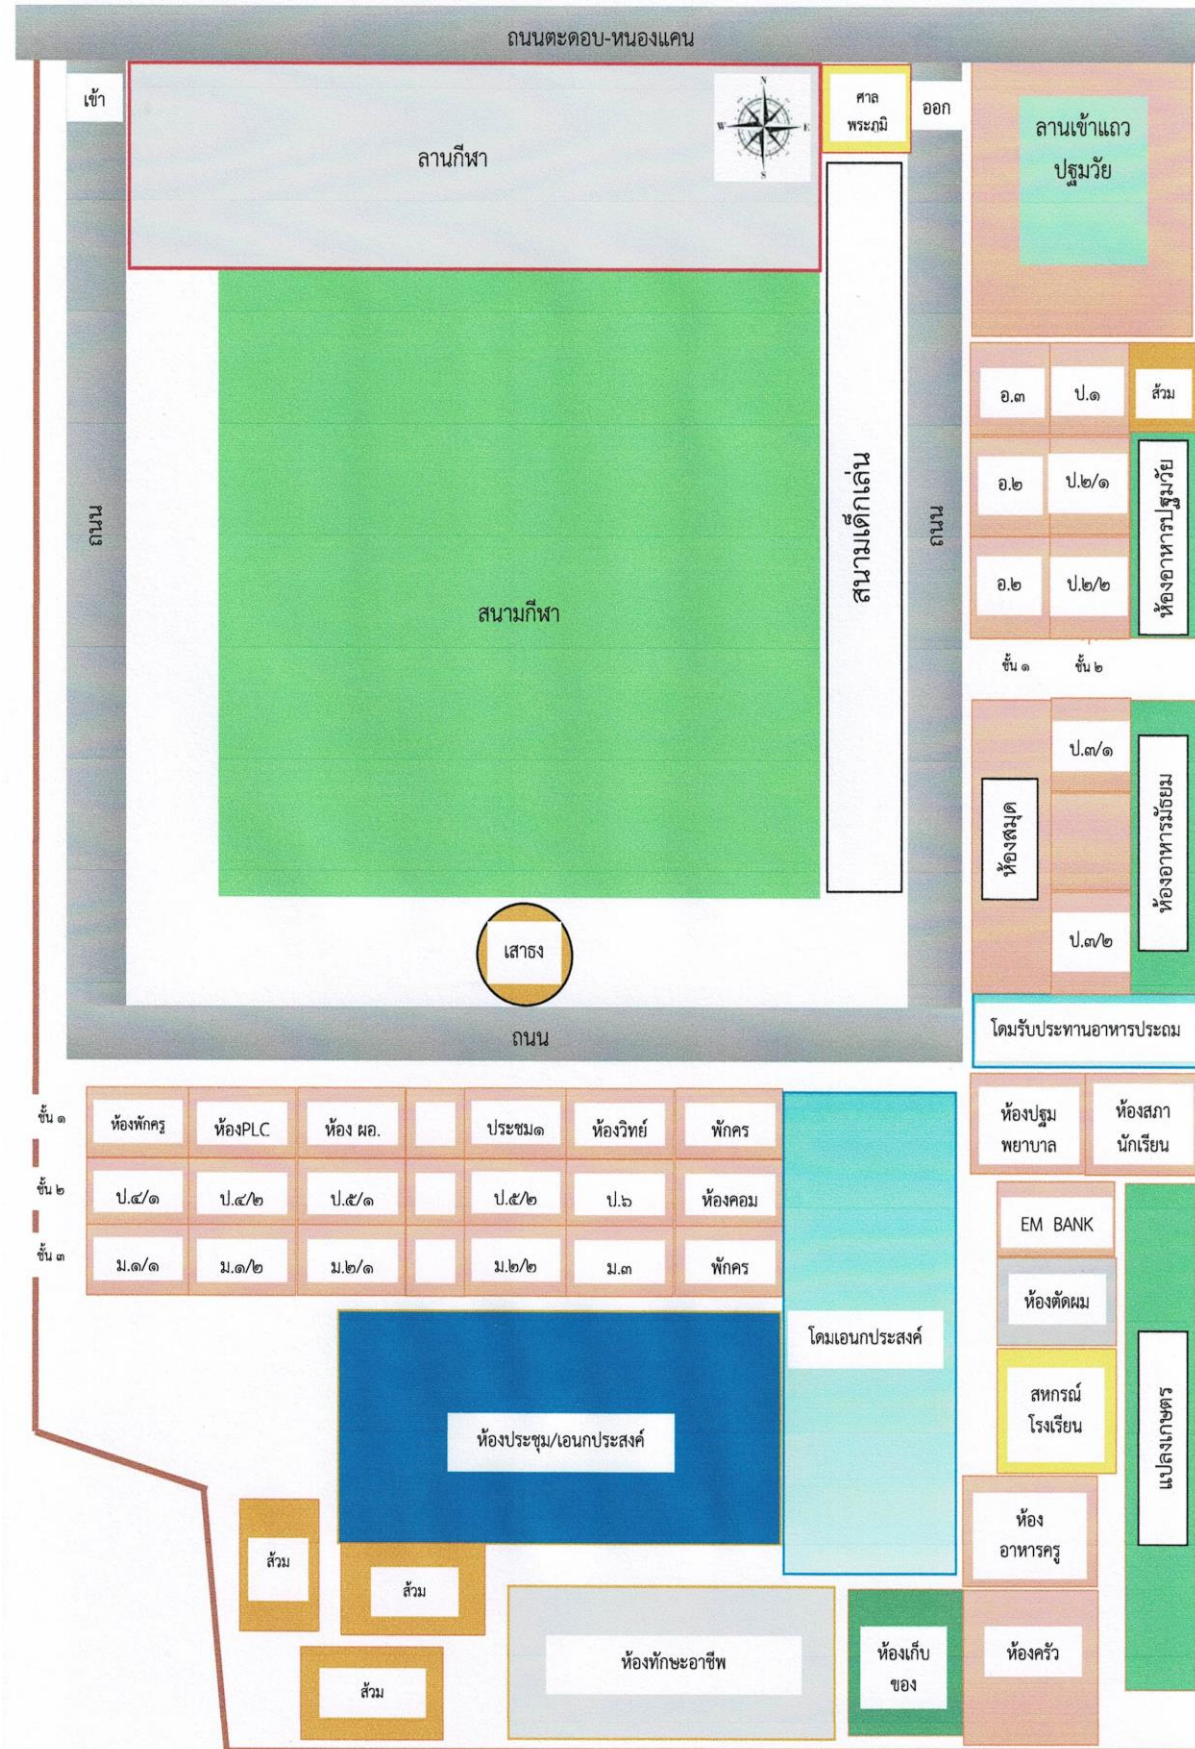 ถนนตะดอบ-หนองแคน
เข้า
ลานกีฬา
N
W
E
S
ศาล
พระภูมิ
ออก
ลานเข้าแถว
ปฐมวัย
อ.๓
ป.๑
ส้วม
อ.๒
ป.๒/๑
ห้องอาหารปฐมวัย
อ.๒
ป.๒/๒
ชั้น ๑
ชั้น ๒
ถนน
สนามกีฬา
สนามเด็กเล่น
ถนน
ห้องสมุด
ป.๓/๑
ห้องอาหารมัธยม
ป.๓/๒
เสาธง
ถนน
โดมรับประทานอาหารประถม
ชั้น ๑
ห้องพักครู
ห้องPLC
ห้อง ผอ.
ประชุม๑
ห้องวิทย์
พักคร
ห้องปฐม
พยาบาล
ห้องสภา
นักเรียน
ชั้น ๒
ป.๔/๑
ป.๔/๒
ป.๕/๑
ป.๕/๒
ป.๖
ห้องคอม
ชั้น ๓
ม.๑/๑
ม.๑/๒
ม.๒/๑
ม.๒/๒
ม.๓
พักคร
EM BANK
ห้องตัดผม
โดมเอนกประสงค์
สหกรณ์
โรงเรียน
แปลงเกษตร
ห้องประชุม/เอนกประสงค์
ห้อง
อาหารครู
ส้วม
ส้วม
ส้วม
ห้องทักษะอาชีพ
ห้องเก็บ
ของ
ห้องครัว